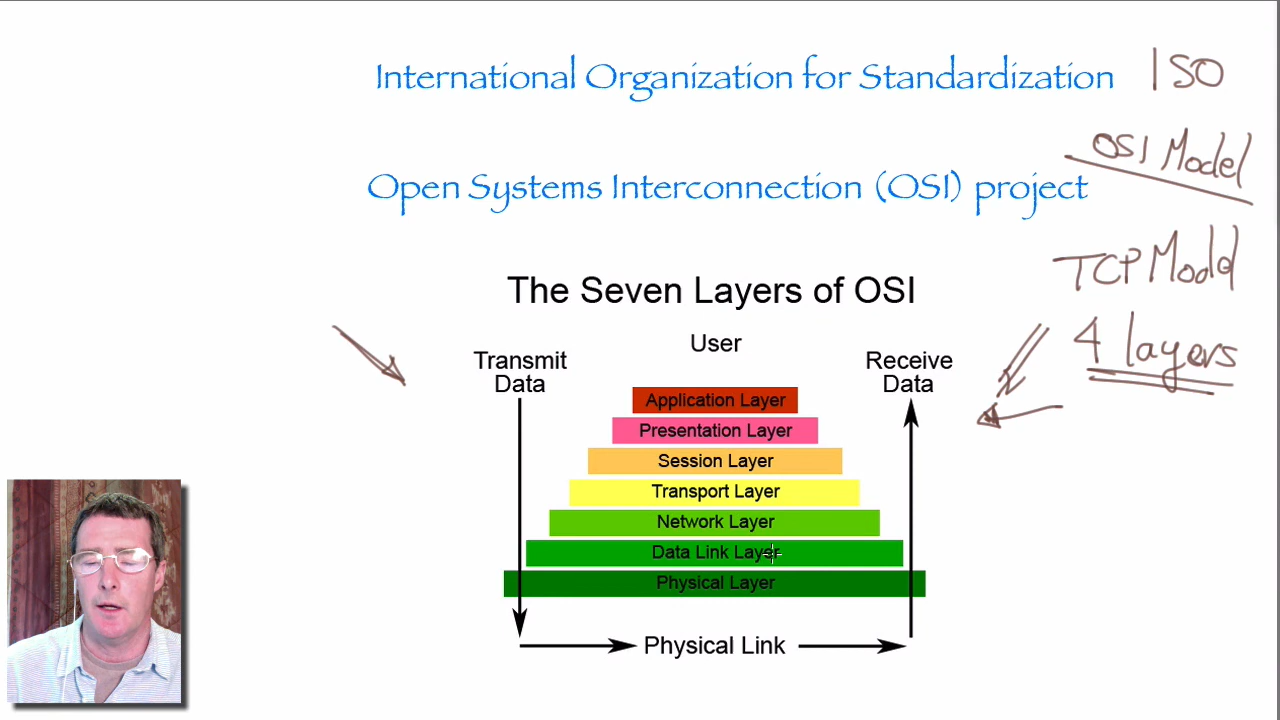 International Organization for Standardization ISO
OSI Model
Open Systems Interconnection (OSI) project
TCP Model
The Seven Layers of OSI
4 layers
User
Transmit
Data
Receive
Data
Application Layer
Presentation Layer
Session Layer
Transport Layer
Network Layer
Data Link Layer
Physical Layer
Physical Link